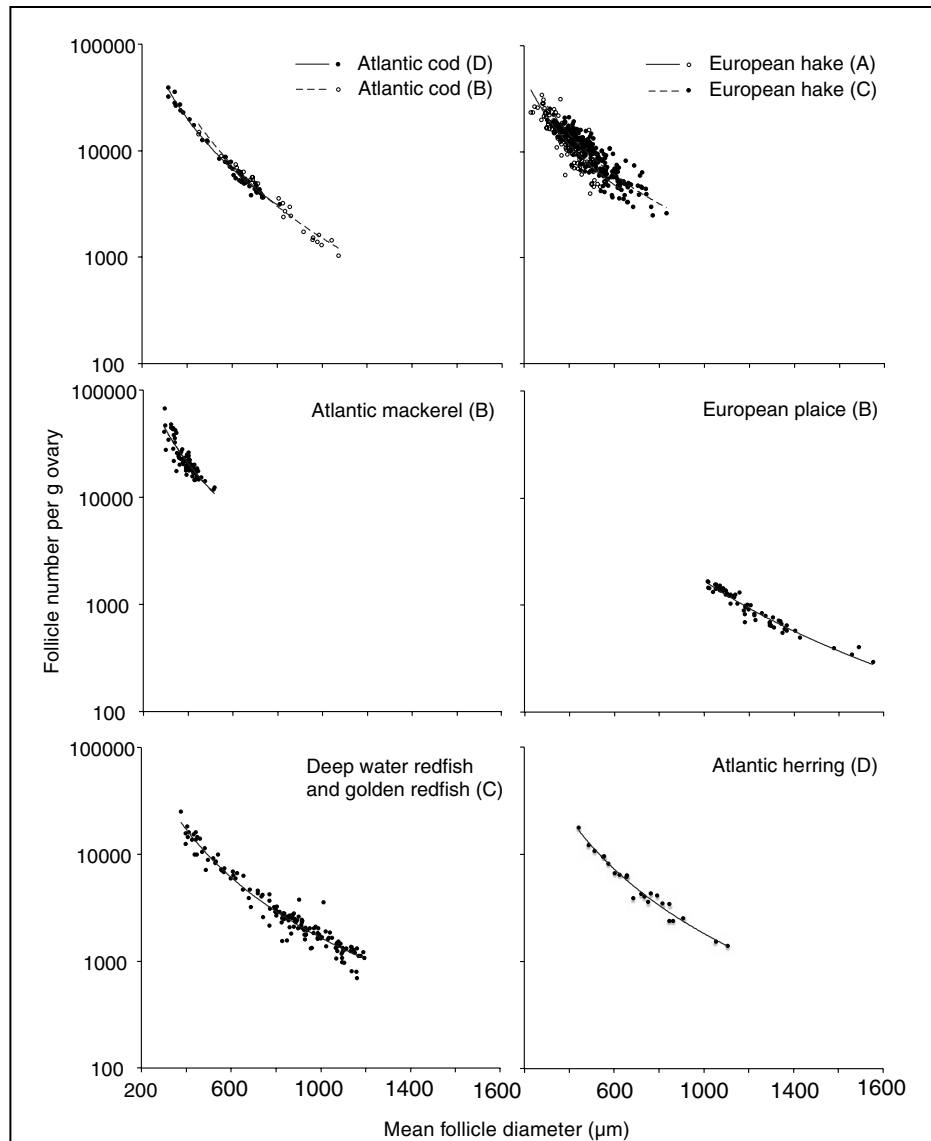 100000
10000
1000
100
Atlantic cod (D)
Atlantic cod (B)
European hake (A)
European hake (C)
100000
10000
1000
100
Atlantic mackerel (B)
European plaice (B)
Follicle number per g ovary
100000
10000
1000
100
Deep water redfish
and golden redfish (C)
Atlantic herring (D)
200 600 1000 1400 600 1000 1400 1600
Mean follicle diameter (µm)